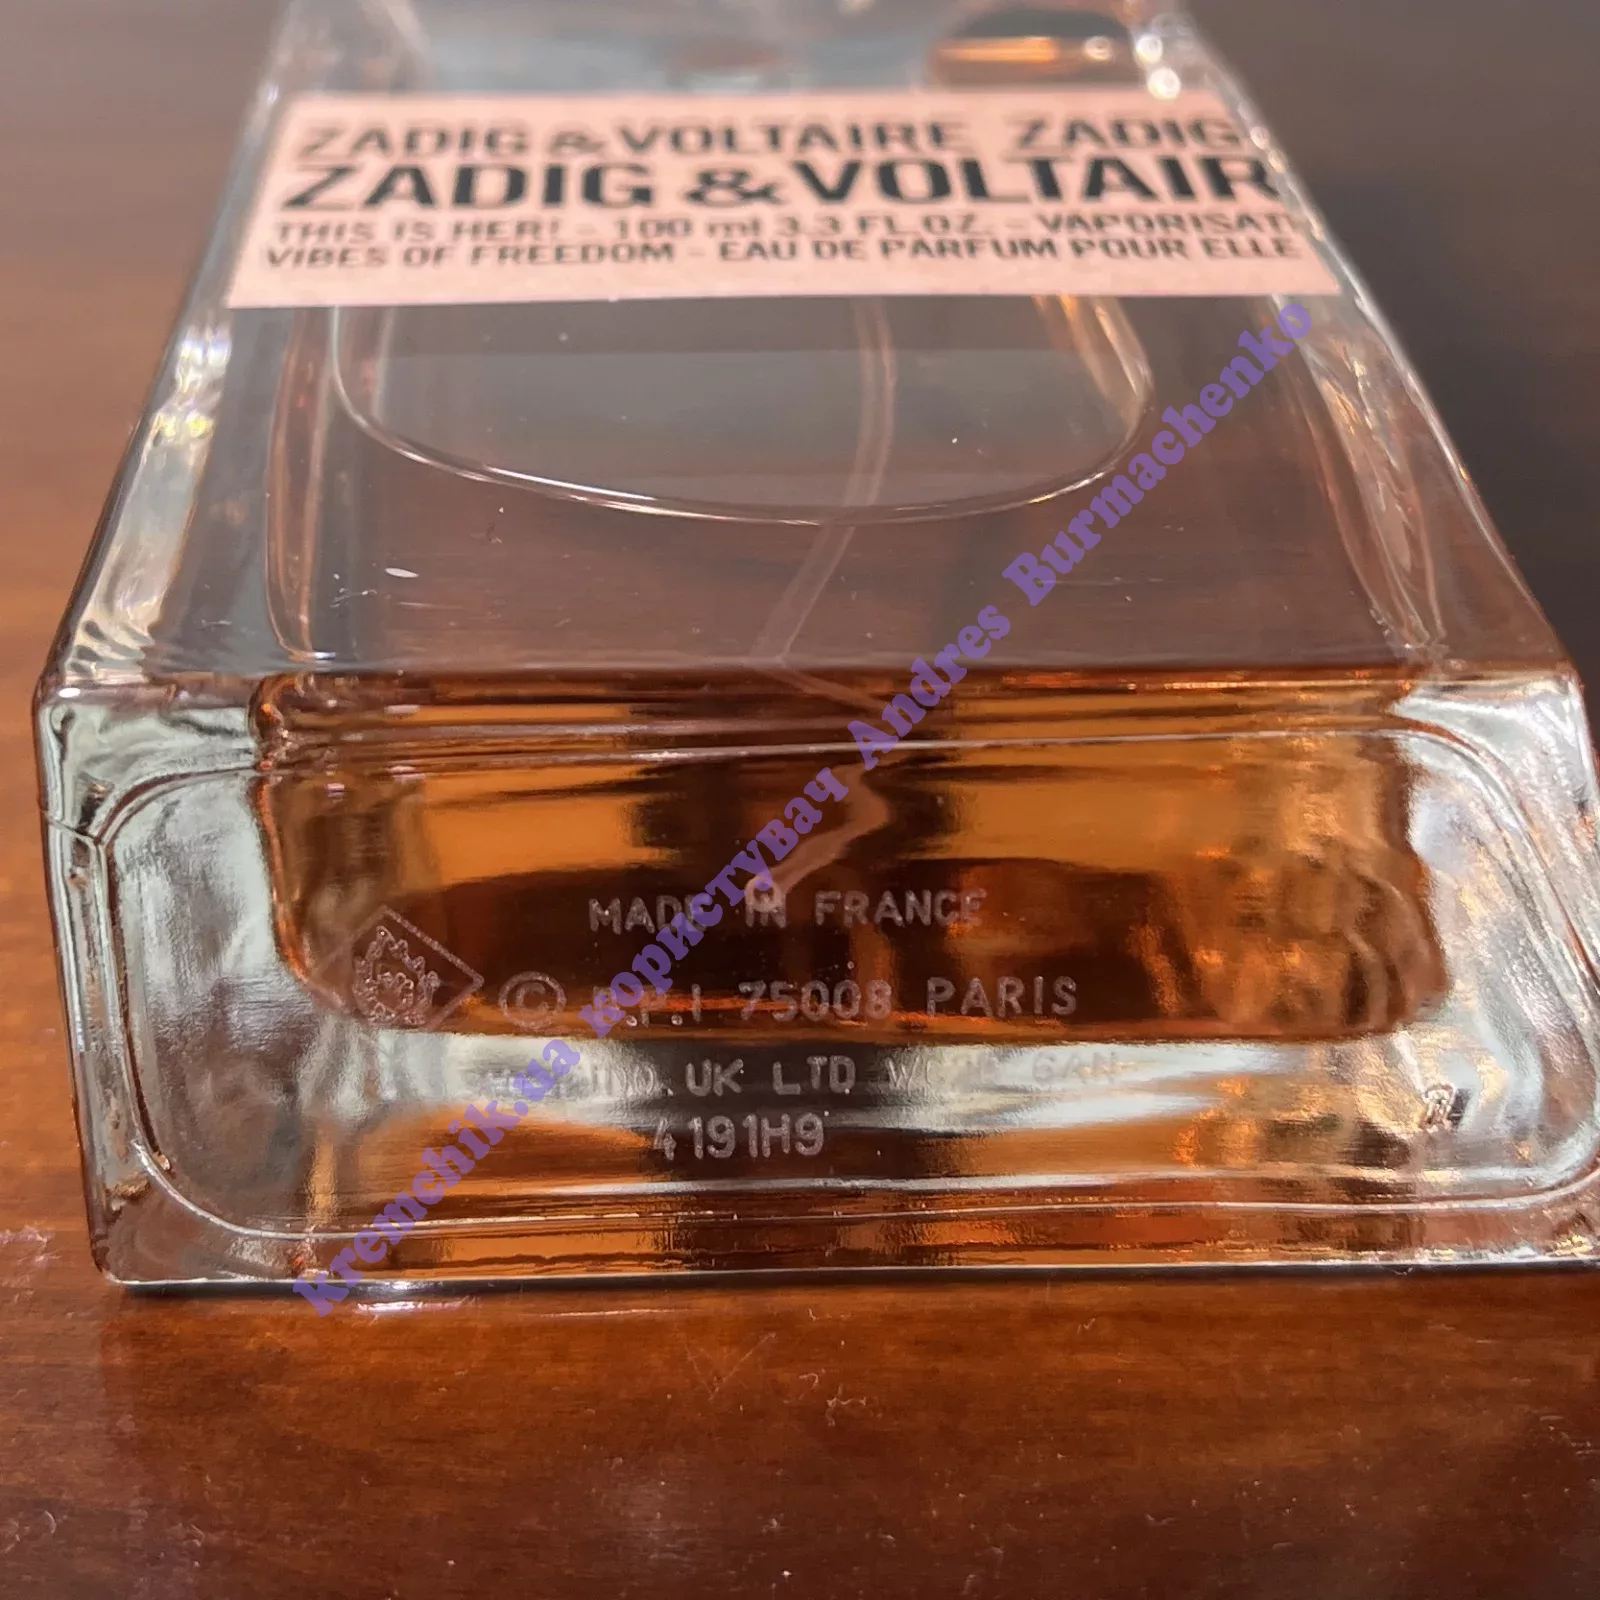 ZADIG & VOLTAIRE ZADIG
ZADIG & VOLTAIR
THIS IS HER! - 100 ml 3.3 FL.OZ. - VAPORISATI
VIBES OF FREEDOM - EAU DE PARFUM POUR ELLE
MADE IN FRANCE
© 75008 PARIS
UK LTD
4191H9
kremchik.ua користувач Andres Burmachenko